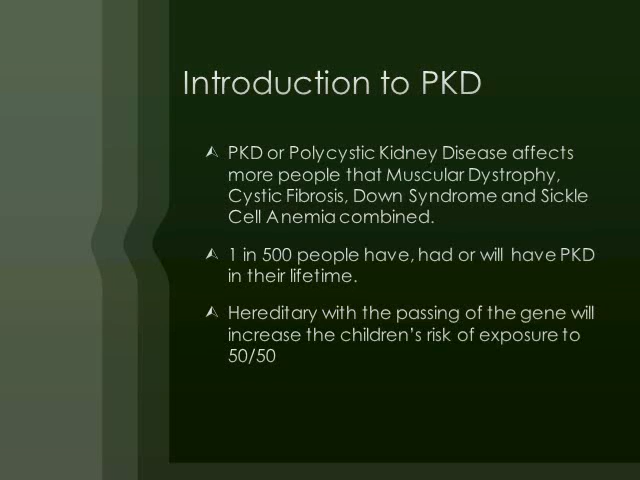 Introduction to PKD
PKD or Polycystic Kidney Disease affects
more people that Muscular Dystrophy,
Cystic Fibrosis, Down Syndrome and Sickle
Cell Anemia combined.
1 in 500 people have, had or will have PKD
in their lifetime.
Hereditary with the passing of the gene will
increase the children's risk of exposure to
50/50